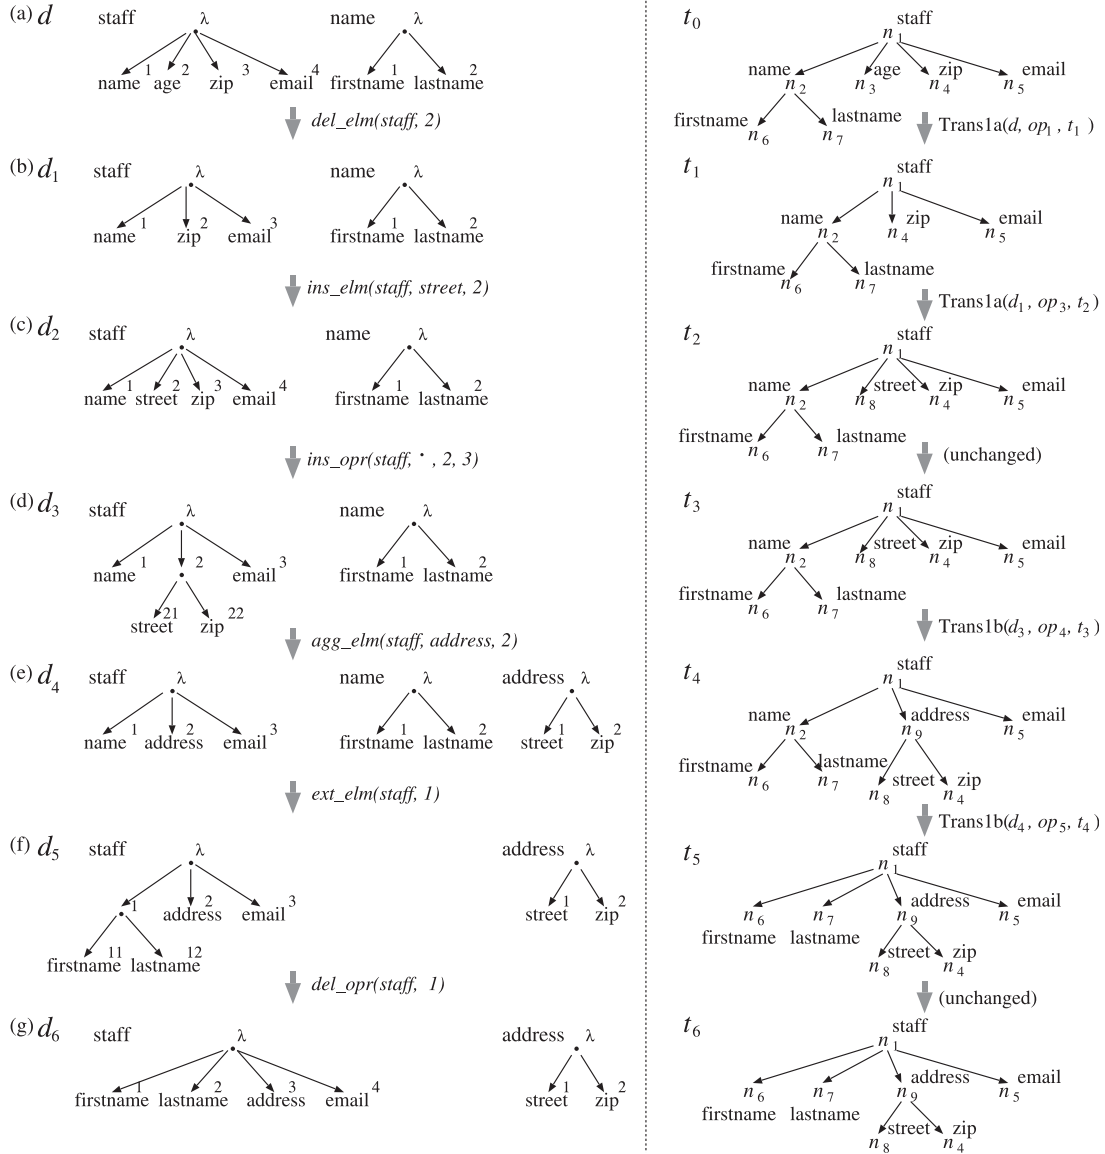 (a) d staff λ name λ
name 1 age 2 zip 3 email 4 firstname 1 lastname 2
del_elm(staff, 2)
(b) d1 staff λ name λ
name 1 zip 2 email 3 firstname 1 lastname 2
ins_elm(staff, street, 2)
(c) d2 staff λ name λ
name 1 street 2 zip 3 email 4 firstname 1 lastname 2
ins_opr(staff, · , 2, 3)
(d) d3 staff λ name λ
name 1 2 email 3 firstname 1 lastname 2
street 21 zip 22
agg_elm(staff, address, 2)
(e) d4 staff λ name λ address λ
name 1 address 2 email 3 firstname 1 lastname 2 street 1 zip 2
ext_elm(staff, 1)
(f) d5 staff λ address λ
1 address 2 email 3 street 1 zip 2
firstname 11 lastname 12
del_opr(staff, 1)
(g) d6 staff λ address λ
firstname 1 lastname 2 address 3 email 4 street 1 zip 2
t0 staff
n1
name age zip email
n2 n3 n4 n5
firstname lastname
n6 n7
Trans1a(d, op1, t1 )
t1 staff
n1
name zip email
n2 n4 n5
firstname lastname
n6 n7
Trans1a(d1, op3, t2)
t2 staff
n1
name street zip email
n2 n8 n4 n5
firstname lastname
n6 n7
(unchanged)
t3 staff
n1
name street zip email
n2 n8 n4 n5
firstname lastname
n6 n7
Trans1b(d3, op4, t3)
t4 staff
n1
name address email
n2 n9 n5
firstname lastname street zip
n6 n7 n8 n4
Trans1b(d4, op5, t4)
t5 staff
n1
address email
n6 n7 n9 n5
firstname lastname street zip
n8 n4
(unchanged)
t6 staff
n1
address email
n6 n7 n9 n5
firstname lastname street zip
n8 n4